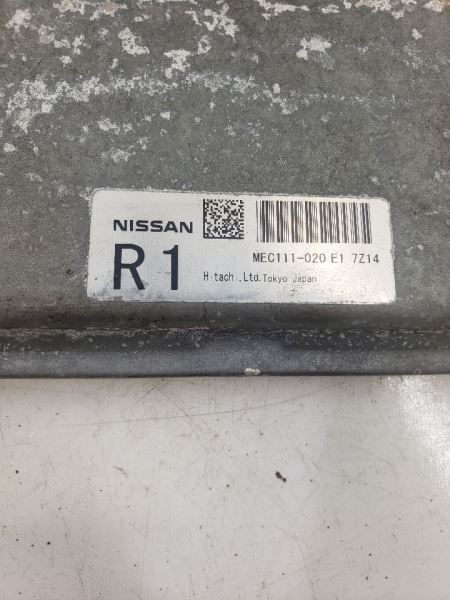 NISSAN
R1
MEC111-020 E1 7Z14
H tach .,Ltd.Tokyo Japan